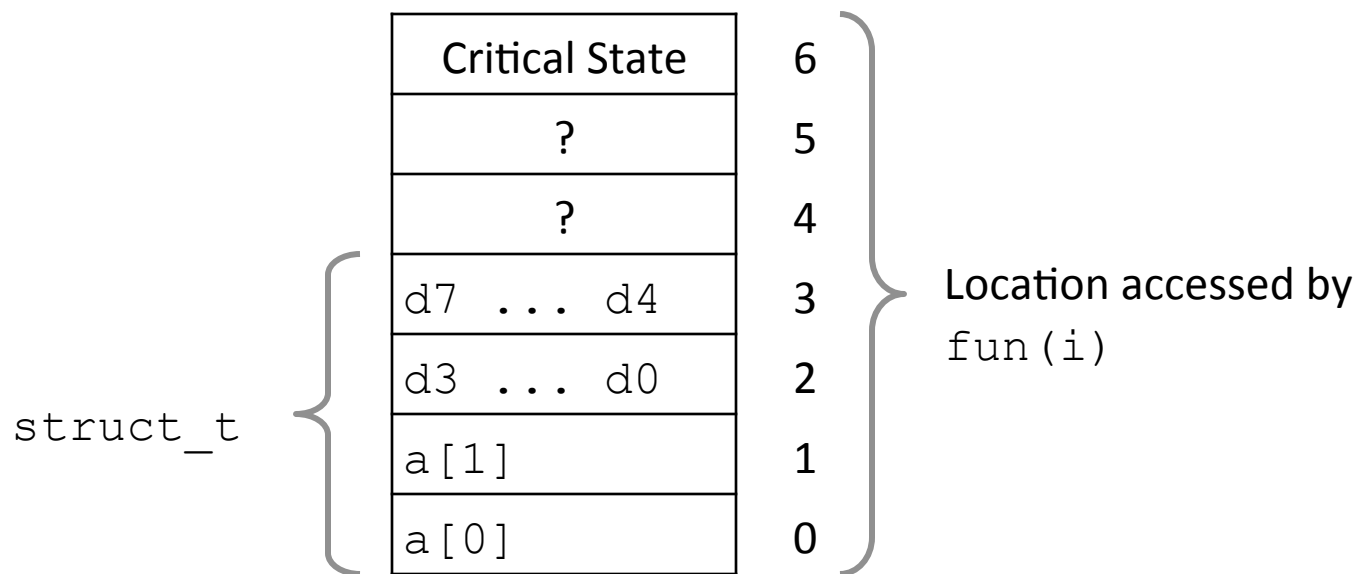 Critical State 6
? 5
? 4
d7 ... d4 3
Location accessed by
fun(i)
d3 ... d0 2
struct_t
a[1] 1
a[0] 0